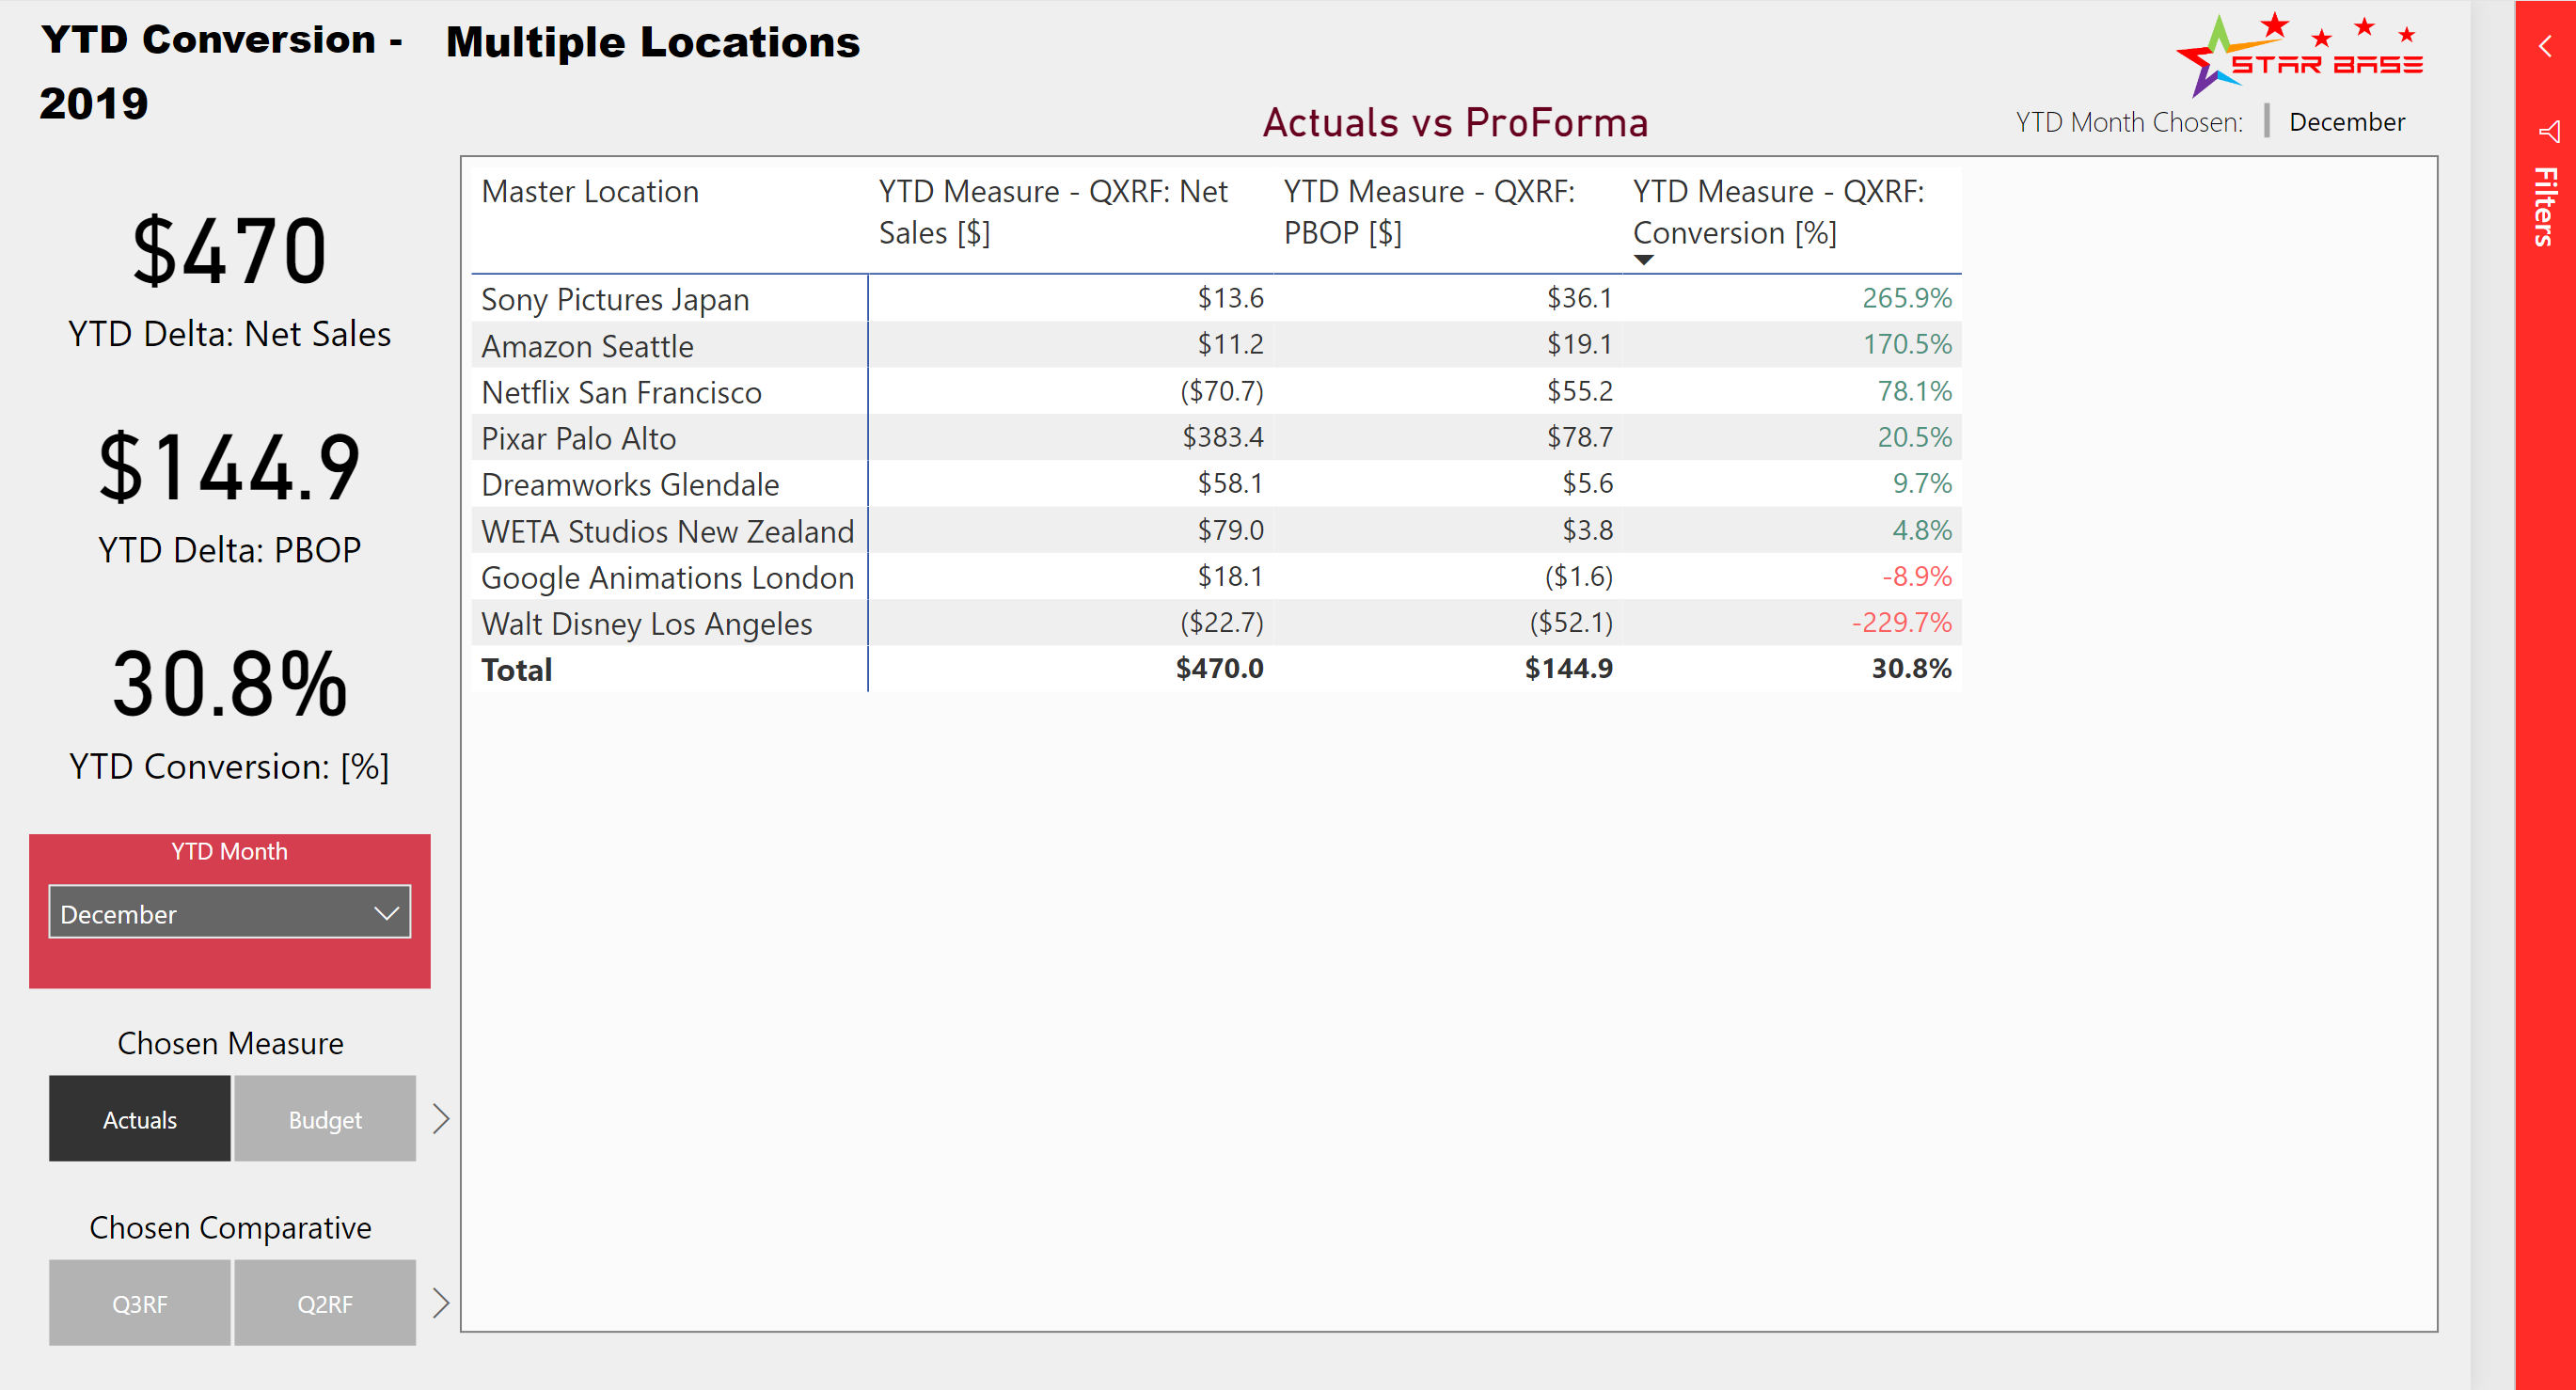 YTD Conversion -
2019
Multiple Locations
STAR BASE
Actuals vs ProForma
YTD Month Chosen: December
$470
YTD Delta: Net Sales
$144.9
YTD Delta: PBOP
30.8%
YTD Conversion: [%]
YTD Month
December
Chosen Measure
Actuals Budget
Chosen Comparative
Q3RF Q2RF
Master Location YTD Measure - QXRF: Net YTD Measure - QXRF: YTD Measure - QXRF:
Sales [$] PBOP [$] Conversion [%]
Sony Pictures Japan $13.6 $36.1 265.9%
Amazon Seattle $11.2 $19.1 170.5%
Netflix San Francisco ($70.7) $55.2 78.1%
Pixar Palo Alto $383.4 $78.7 20.5%
Dreamworks Glendale $58.1 $5.6 9.7%
WETA Studios New Zealand $79.0 $3.8 4.8%
Google Animations London $18.1 ($1.6) -8.9%
Walt Disney Los Angeles ($22.7) ($52.1) -229.7%
Total $470.0 $144.9 30.8%
Filters